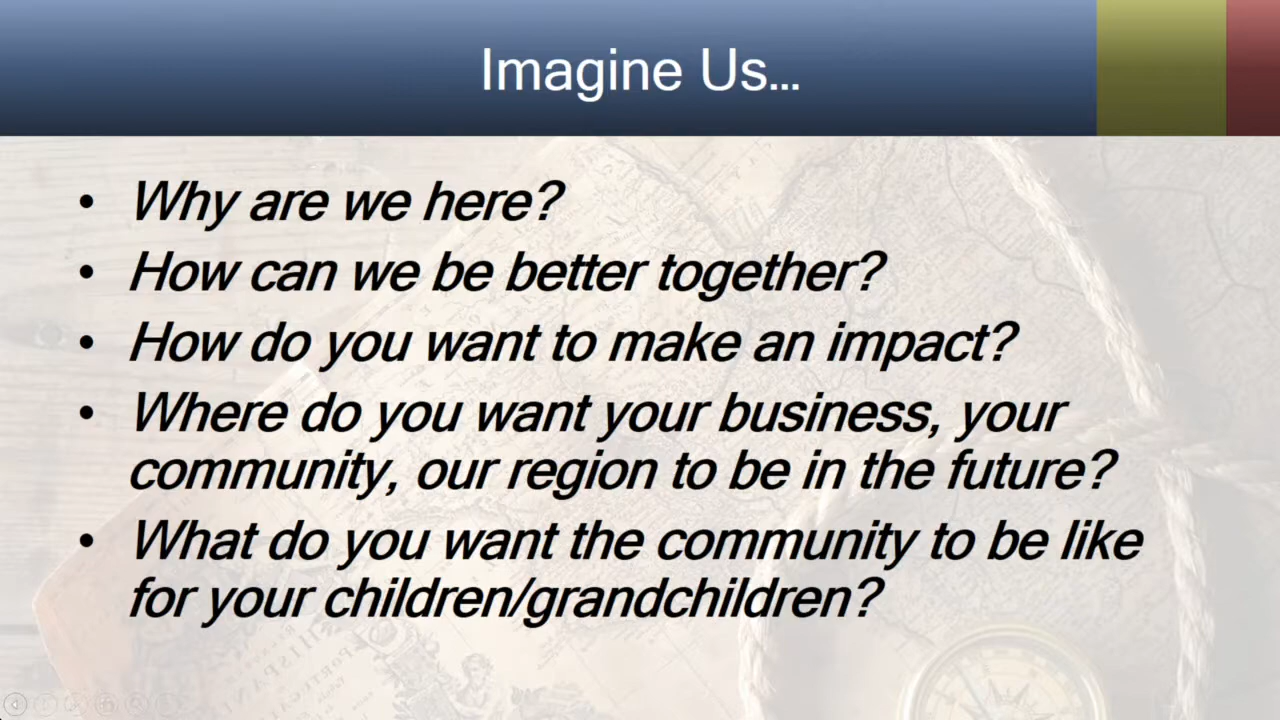 Imagine Us...
• Why are we here?
• How can we be better together?
• How do you want to make an impact?
• Where do you want your business, your
community, our region to be in the future?
• What do you want the community to be like
for your children/grandchildren?